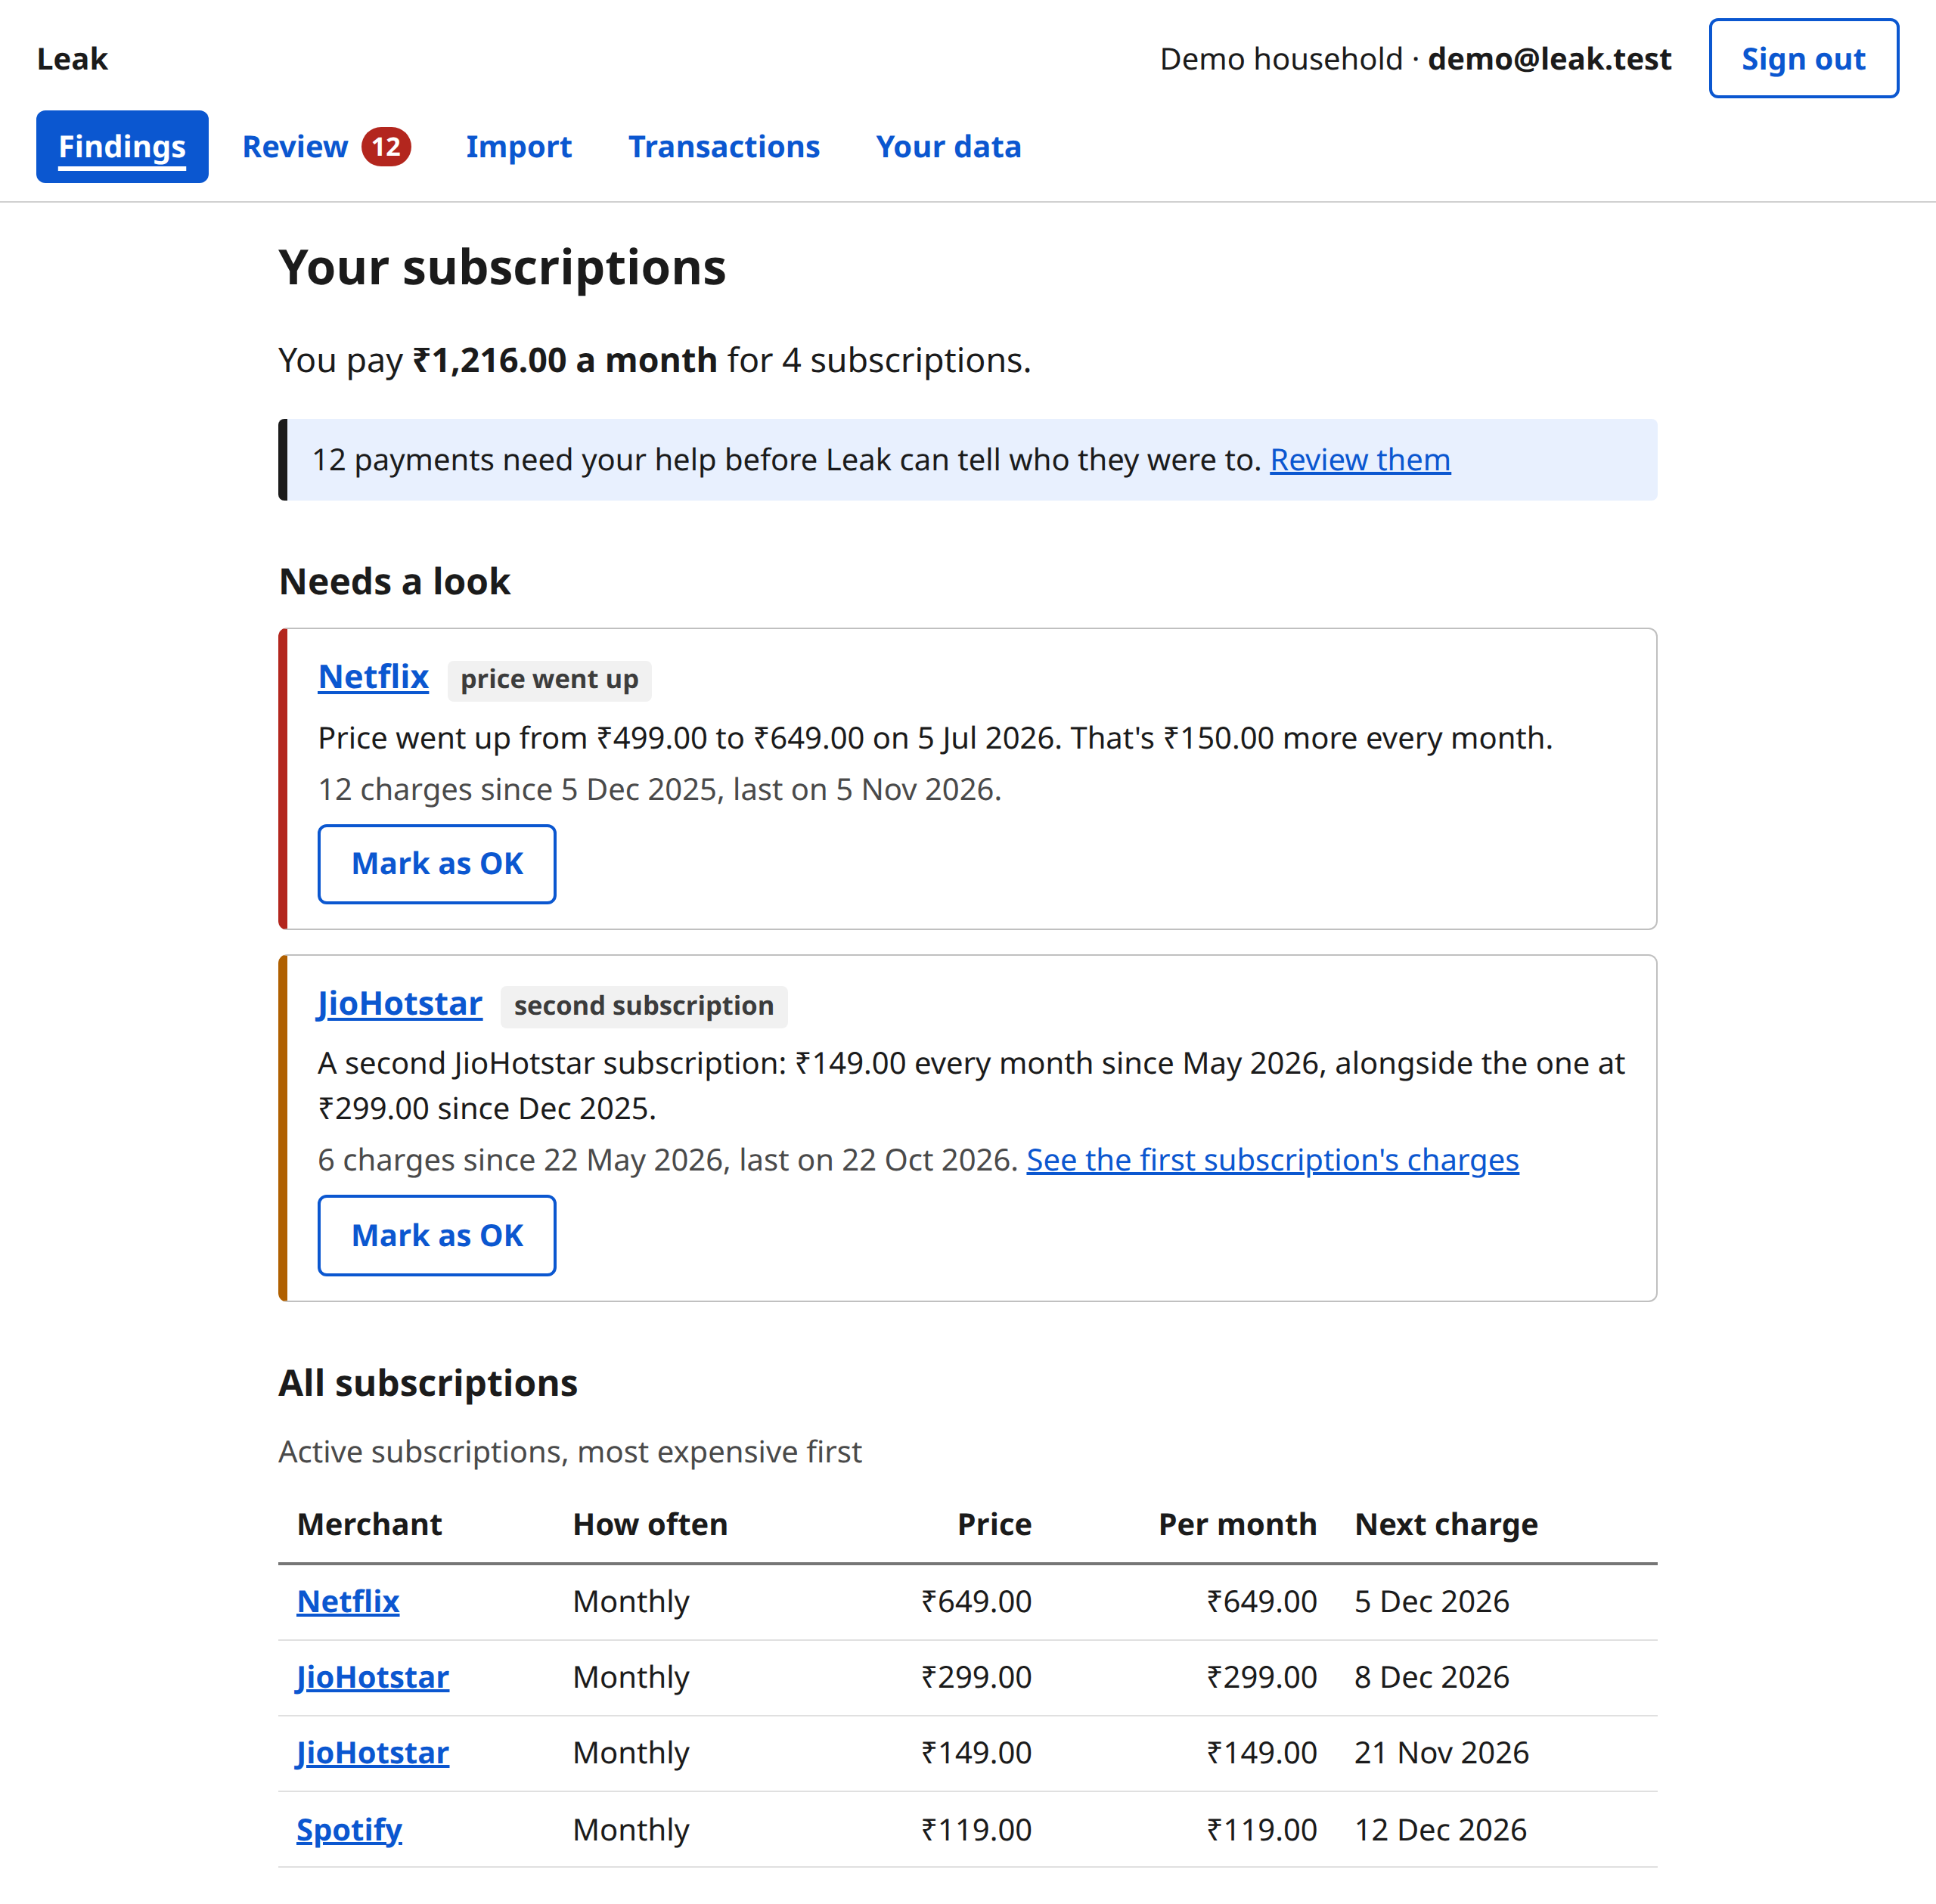 Leak
Demo household · demo@leak.test
Sign out
Findings
Review 12
Import
Transactions
Your data
Your subscriptions
You pay ₹1,216.00 a month for 4 subscriptions.
12 payments need your help before Leak can tell who they were to. Review them
Needs a look
Netflix price went up
Price went up from ₹499.00 to ₹649.00 on 5 Jul 2026. That's ₹150.00 more every month.
12 charges since 5 Dec 2025, last on 5 Nov 2026.
Mark as OK
JioHotstar second subscription
A second JioHotstar subscription: ₹149.00 every month since May 2026, alongside the one at
₹299.00 since Dec 2025.
6 charges since 22 May 2026, last on 22 Oct 2026. See the first subscription's charges
Mark as OK
All subscriptions
Active subscriptions, most expensive first
Merchant How often Price Per month Next charge
Netflix Monthly ₹649.00 ₹649.00 5 Dec 2026
JioHotstar Monthly ₹299.00 ₹299.00 8 Dec 2026
JioHotstar Monthly ₹149.00 ₹149.00 21 Nov 2026
Spotify Monthly ₹119.00 ₹119.00 12 Dec 2026